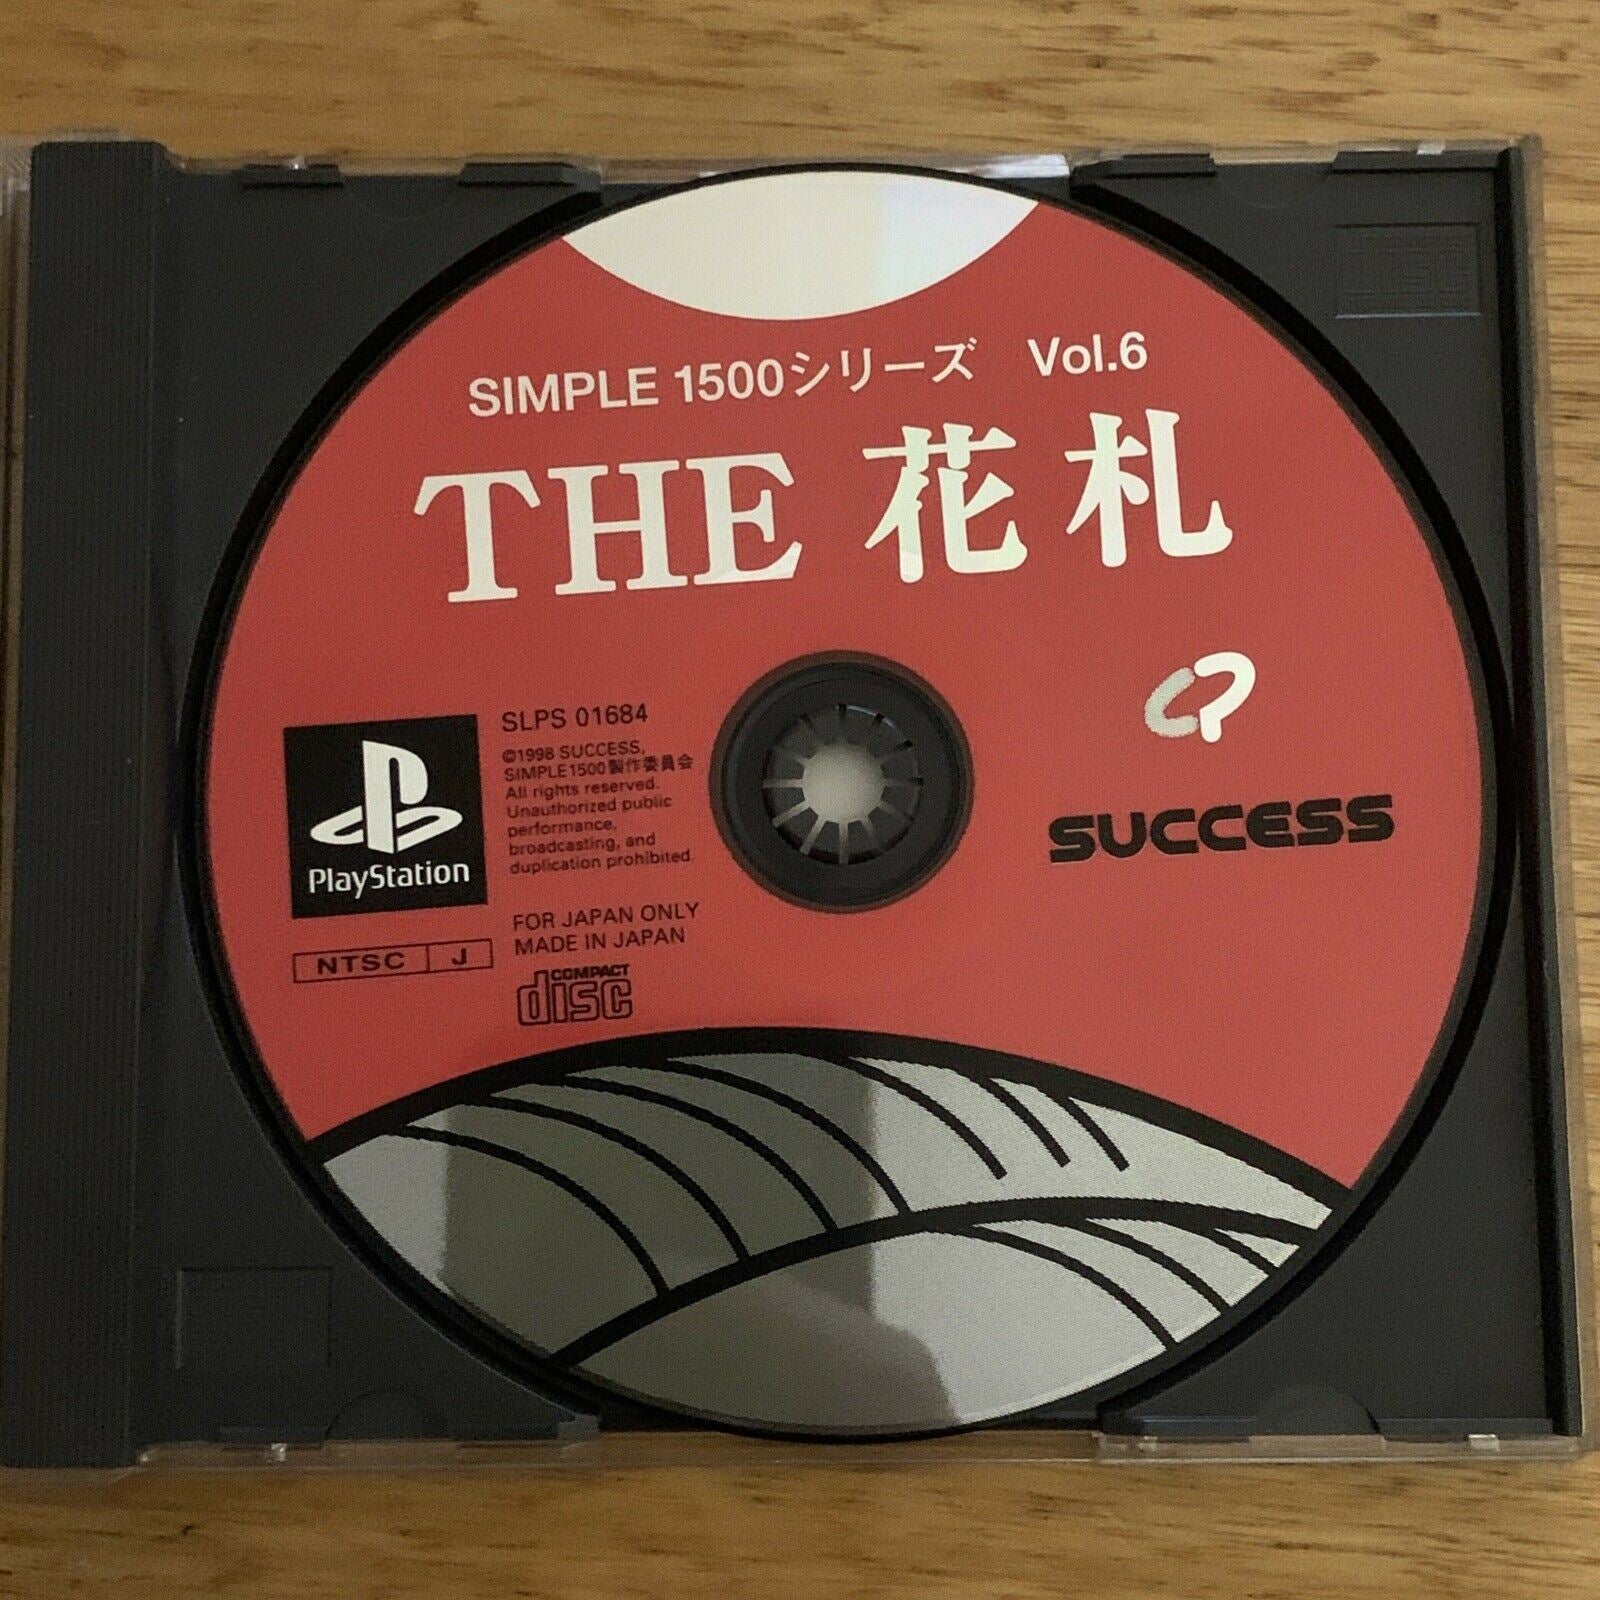 SIMPLE 1500シリーズ Vol.6
THE 花札
SUCCESS
PlayStation
NTSC J
SLPS 01684
©1998 SUCCESS,
SIMPLE1500製作委員会
All rights reserved.
Unauthorized public
performance,
broadcasting, and
duplication prohibited.
FOR JAPAN ONLY
MADE IN JAPAN
COMPACT
disc